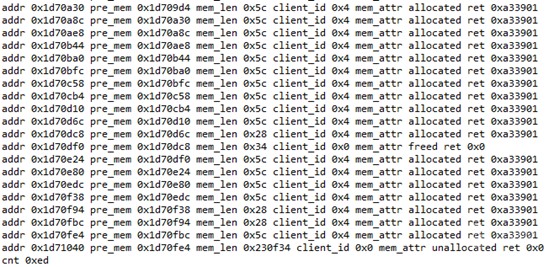 addr 0x1d70a30 pre_mem 0x1d709d4 mem_len 0x5c client_id 0x4 mem_attr allocated ret 0xa33901
addr 0x1d70a8c pre_mem 0x1d70a30 mem_len 0x5c client_id 0x4 mem_attr allocated ret 0xa33901
addr 0x1d70ae8 pre_mem 0x1d70a8c mem_len 0x5c client_id 0x4 mem_attr allocated ret 0xa33901
addr 0x1d70b44 pre_mem 0x1d70ae8 mem_len 0x5c client_id 0x4 mem_attr allocated ret 0xa33901
addr 0x1d70ba0 pre_mem 0x1d70b44 mem_len 0x5c client_id 0x4 mem_attr allocated ret 0xa33901
addr 0x1d70bfc pre_mem 0x1d70ba0 mem_len 0x5c client_id 0x4 mem_attr allocated ret 0xa33901
addr 0x1d70c58 pre_mem 0x1d70bfc mem_len 0x5c client_id 0x4 mem_attr allocated ret 0xa33901
addr 0x1d70cb4 pre_mem 0x1d70c58 mem_len 0x5c client_id 0x4 mem_attr allocated ret 0xa33901
addr 0x1d70d10 pre_mem 0x1d70cb4 mem_len 0x5c client_id 0x4 mem_attr allocated ret 0xa33901
addr 0x1d70d6c pre_mem 0x1d70d10 mem_len 0x5c client_id 0x4 mem_attr allocated ret 0xa33901
addr 0x1d70dc8 pre_mem 0x1d70d6c mem_len 0x28 client_id 0x4 mem_attr allocated ret 0xa33901
addr 0x1d70df0 pre_mem 0x1d70dc8 mem_len 0x34 client_id 0x0 mem_attr freed ret 0x0
addr 0x1d70e24 pre_mem 0x1d70df0 mem_len 0x5c client_id 0x4 mem_attr allocated ret 0xa33901
addr 0x1d70e80 pre_mem 0x1d70e24 mem_len 0x5c client_id 0x4 mem_attr allocated ret 0xa33901
addr 0x1d70edc pre_mem 0x1d70e80 mem_len 0x5c client_id 0x4 mem_attr allocated ret 0xa33901
addr 0x1d70f38 pre_mem 0x1d70edc mem_len 0x5c client_id 0x4 mem_attr allocated ret 0xa33901
addr 0x1d70f94 pre_mem 0x1d70f38 mem_len 0x28 client_id 0x4 mem_attr allocated ret 0xa33901
addr 0x1d70fbc pre_mem 0x1d70f94 mem_len 0x28 client_id 0x4 mem_attr allocated ret 0xa33901
addr 0x1d70fe4 pre_mem 0x1d70fbc mem_len 0x5c client_id 0x4 mem_attr allocated ret 0xa33901
addr 0x1d71040 pre_mem 0x1d70fe4 mem_len 0x230f34 client_id 0x0 mem_attr unallocated ret 0x0
cnt 0xed